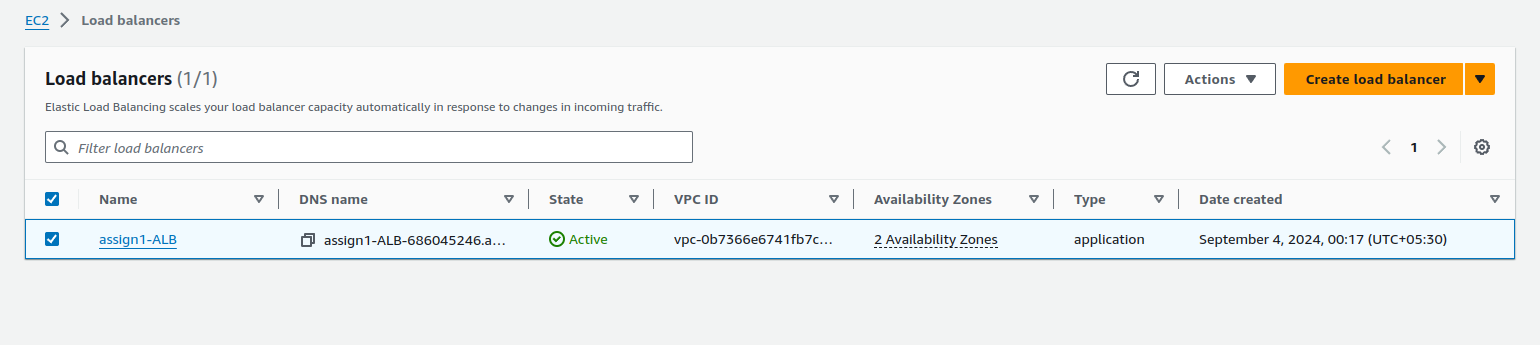 EC2 Load balancers
Load balancers (1/1)
Actions
Create load balancer
Elastic Load Balancing scales your load balancer capacity automatically in response to changes in incoming traffic.
Filter load balancers
1
Name DNS name State VPC ID Availability Zones Type Date created
assign1-ALB assign1-ALB-686045246.a... Active vpc-0b7366e6741fb7c... 2 Availability Zones application September 4, 2024, 00:17 (UTC+05:30)